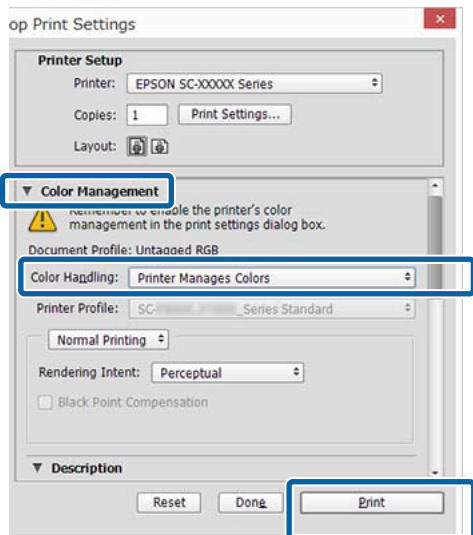 op Print Settings
Printer Setup
Printer: EPSON SC-XXXXX Series
Copies: 1 Print Settings...
Layout:
Color Management
Remember to enable the printer's color
management in the print settings dialog box.
Document Profile: Untagged RGB
Color Handling: Printer Manages Colors
Printer Profile: SC- _Series Standard
Normal Printing
Rendering Intent: Perceptual
Black Point Compensation
Description
Reset Done Print